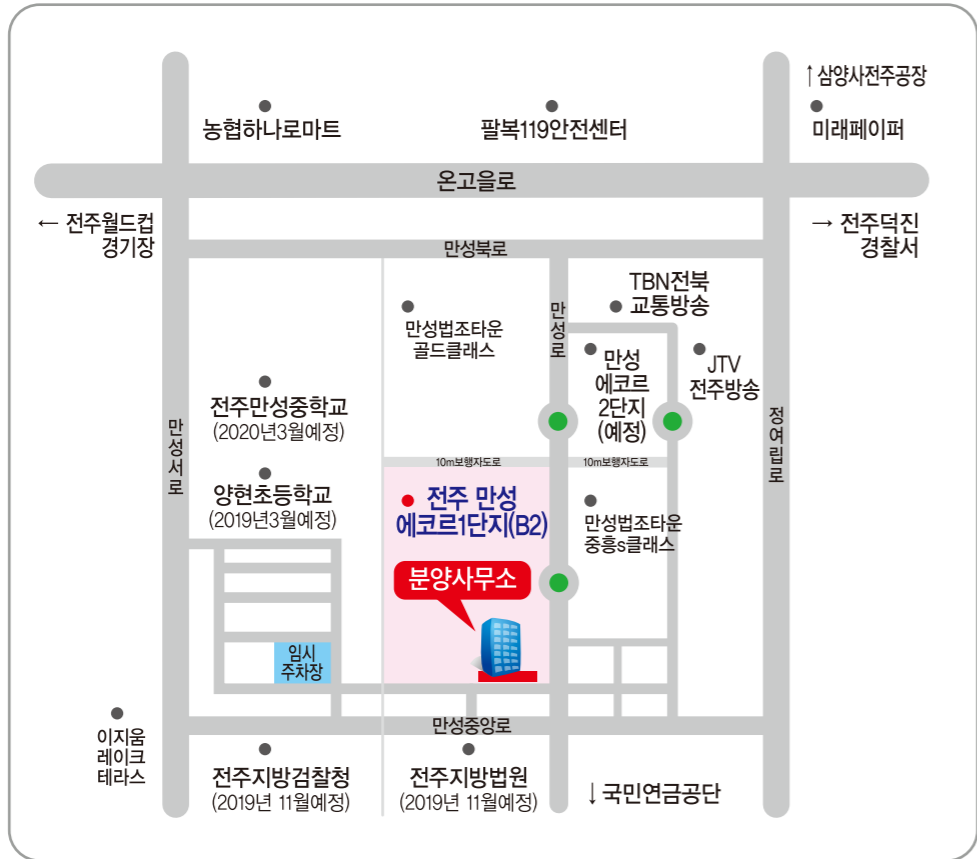 ↑삼양사전주공장
농협하나로마트
팔복119안전센터
미래페이퍼
온고을로
← 전주월드컵
경기장
→ 전주덕진
경찰서
만성북로
TBN전북
교통방송
만성로
만성법조타운
골드클래스
만성
에코르
2단지
(예정)
JTV
전주방송
전주만성중학교
(2020년3월예정)
만성서로
정여립로
10m보행자도로
10m보행자도로
양현초등학교
(2019년3월예정)
전주 만성
에코르1단지(B2)
만성법조타운
중흥s클래스
분양사무소
임시
주차장
만성중앙로
이지움
레이크
테라스
전주지방검찰청
(2019년 11월예정)
전주지방법원
(2019년 11월예정)
↓국민연금공단